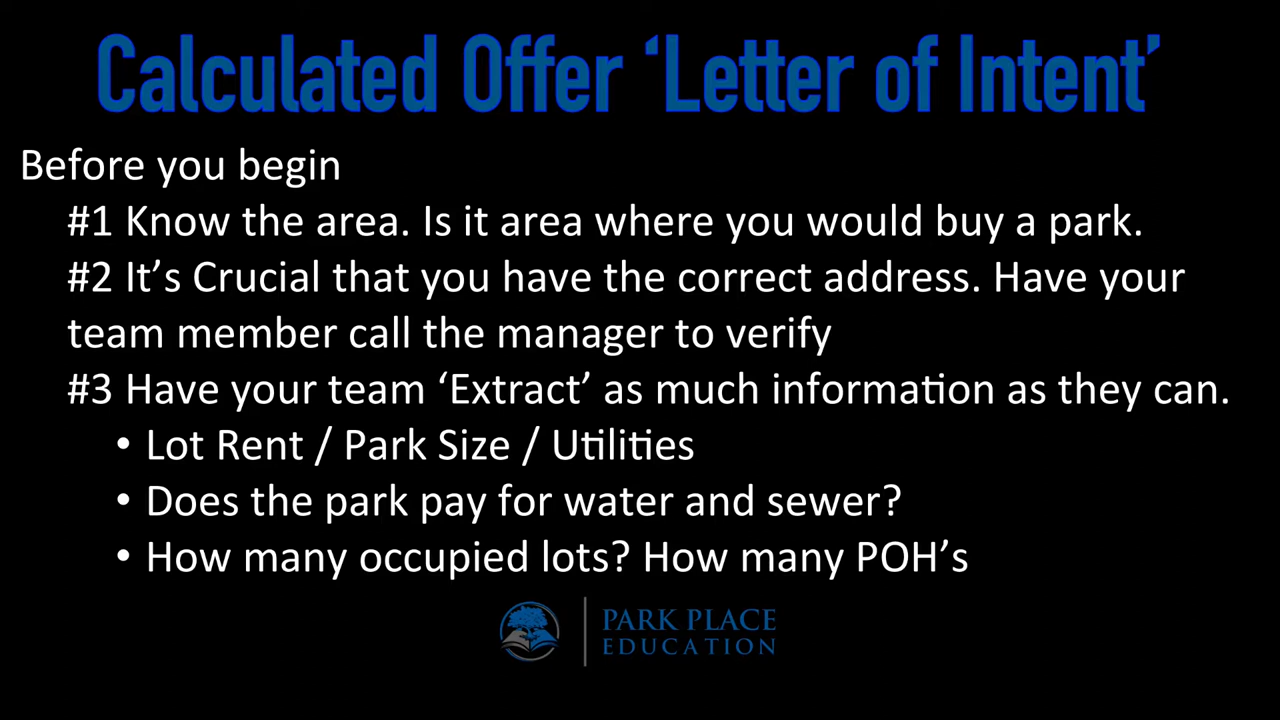 Calculated Offer ‘Letter of Intent’
Before you begin
#1 Know the area. Is it area where you would buy a park.
#2 It’s Crucial that you have the correct address. Have your
team member call the manager to verify
#3 Have your team ‘Extract’ as much information as they can.
• Lot Rent / Park Size / Utilities
• Does the park pay for water and sewer?
• How many occupied lots? How many POH’s
PARK PLACE
EDUCATION